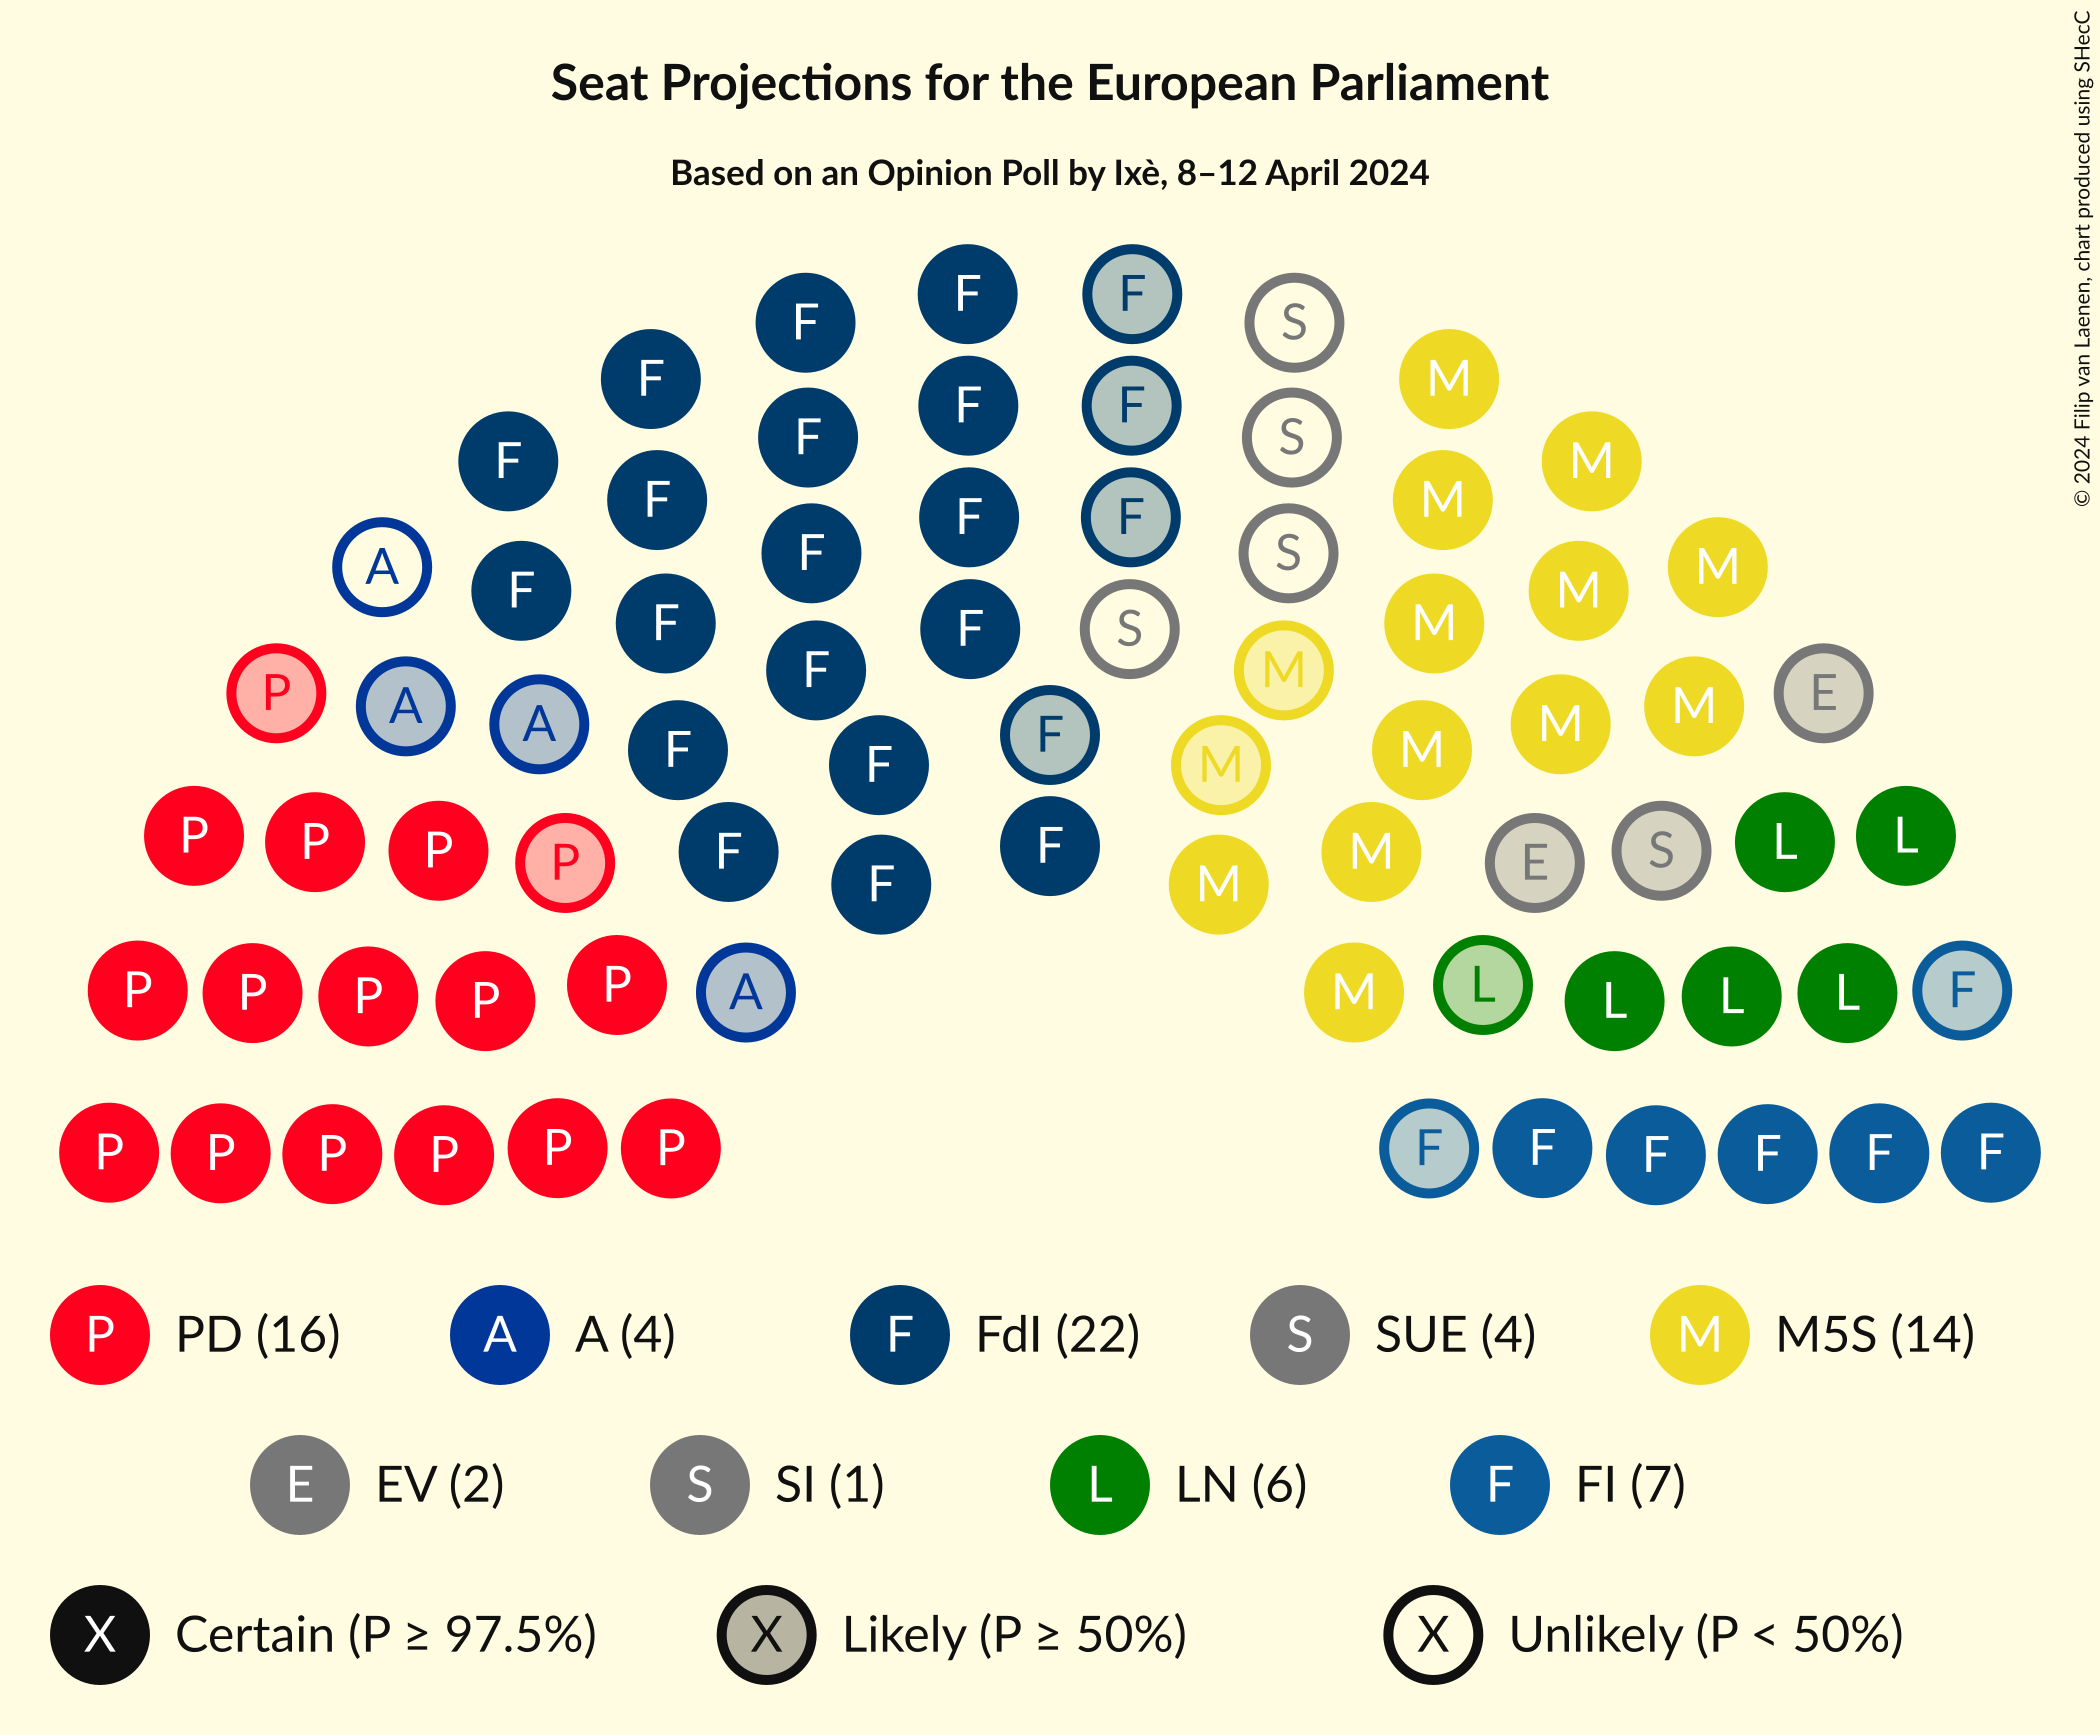 Seat Projections for the European Parliament
Based on an Opinion Poll by Ixè, 8–12 April 2024
© 2024 Filip van Laenen, chart produced using SHecC
F F
F S
F M
F F
F M
F S
F M
F M
F F
A M
F M
F S
F M
F S
P A A F F F M M M M M E
P P P P F F F M M E S L L
P P P P P A M L L L L F
P P P P P P F F F F F F
P PD (16) A A (4) F FdI (22) S SUE (4) M M5S (14)
E EV (2) S SI (1) L LN (6) F FI (7)
X Certain (P ≥ 97.5%) X Likely (P ≥ 50%) X Unlikely (P < 50%)